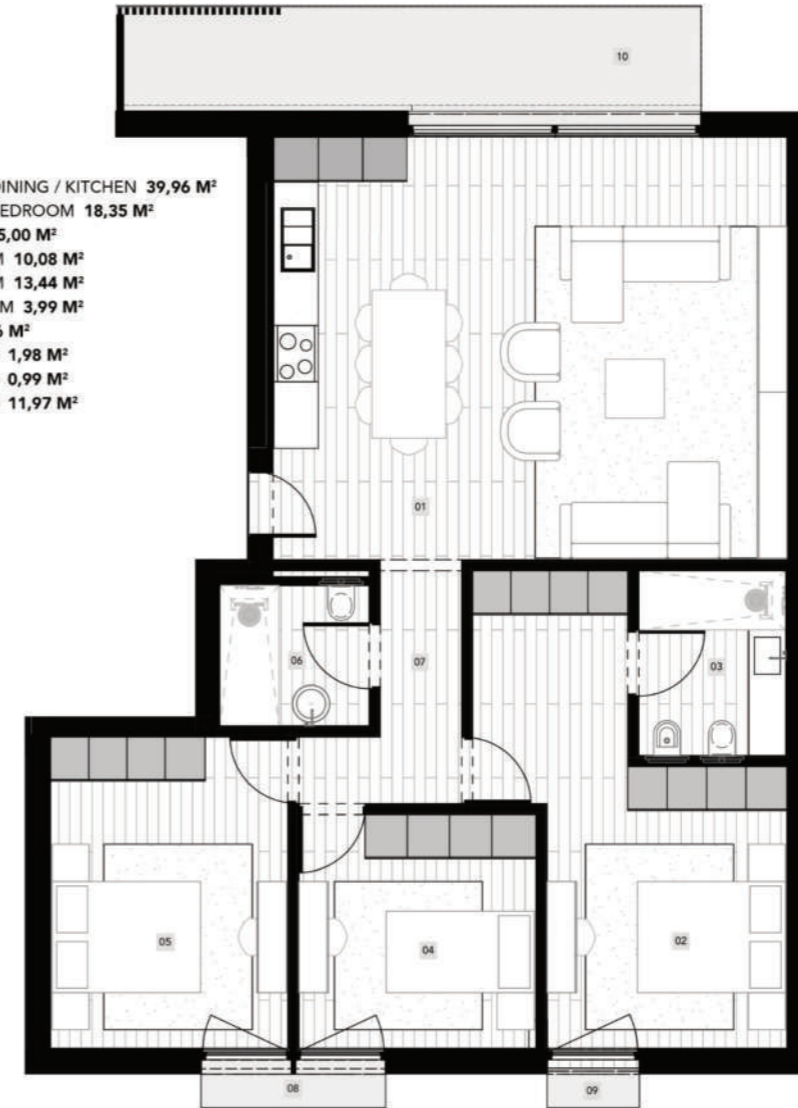 10
DINING / KITCHEN 39,96 M²
EDROOM 18,35 M²
5,00 M²
M 10,08 M²
M 13,44 M²
M 3,99 M²
M²
1,98 M²
0,99 M²
11,97 M²
01
06
07
03
05
04
02
08
09